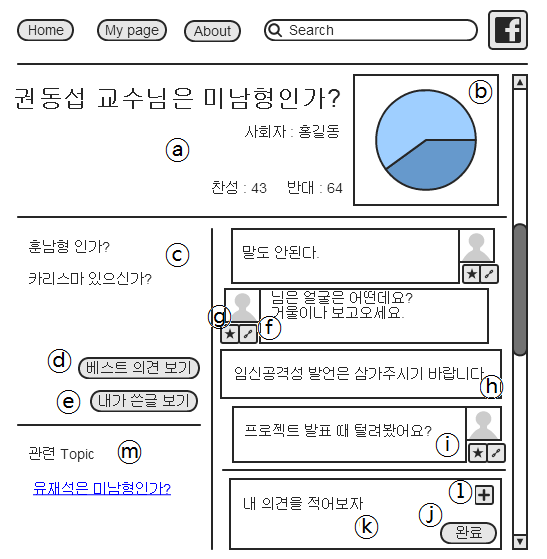 Home My page About Search f
권동섭 교수님은 미남형인가? ⓑ
사회자 : 홍길동
ⓐ
찬성 : 43 반대 : 64
훈남형 인가? ⓒ
카리스마 있으신가?
말도 안된다.
님은 얼굴은 어떤데요?
거울이나 보고오세요.
ⓖ ⓕ
ⓓ 베스트 의견 보기
임신공격성 발언은 삼가주시기 바랍니다
ⓗ
ⓔ 내가 쓴글 보기
프로젝트 발표 때 털려봤어요?
ⓘ
관련 Topic ⓜ
유재석은 미남형인가?
ⓛ +
내 의견을 적어보자
ⓚ ⓙ
완료